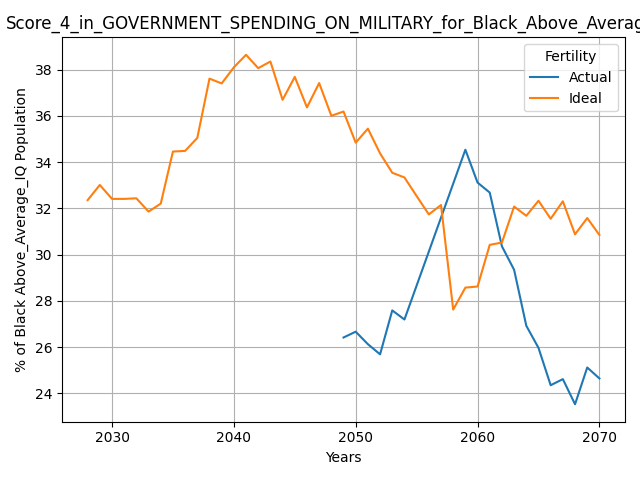 Score_4_in_GOVERNMENT_SPENDING_ON_MILITARY_for_Black_Above_Averag
Fertility
Actual
Ideal
% of Black Above_Average_IQ Population
38
36
34
32
30
28
26
24
2030
2040
2050
2060
2070
Years